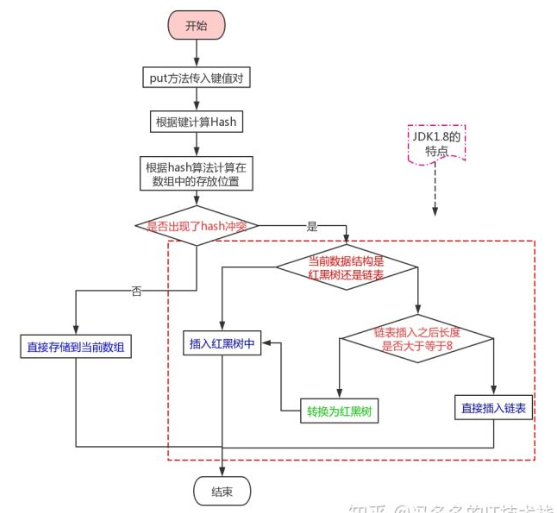 开始
put方法传入键值对
根据键计算Hash
JDK1.8的
特点
根据hash算法计算在
数组中的存放位置
是否出现了hash冲突
是
当前数据结构是
红黑树还是链表
否
链表插入之后长度
是否大于等于8
直接存储到当前数组
插入红黑树中
转换为红黑树
直接插入链表
结束
知乎